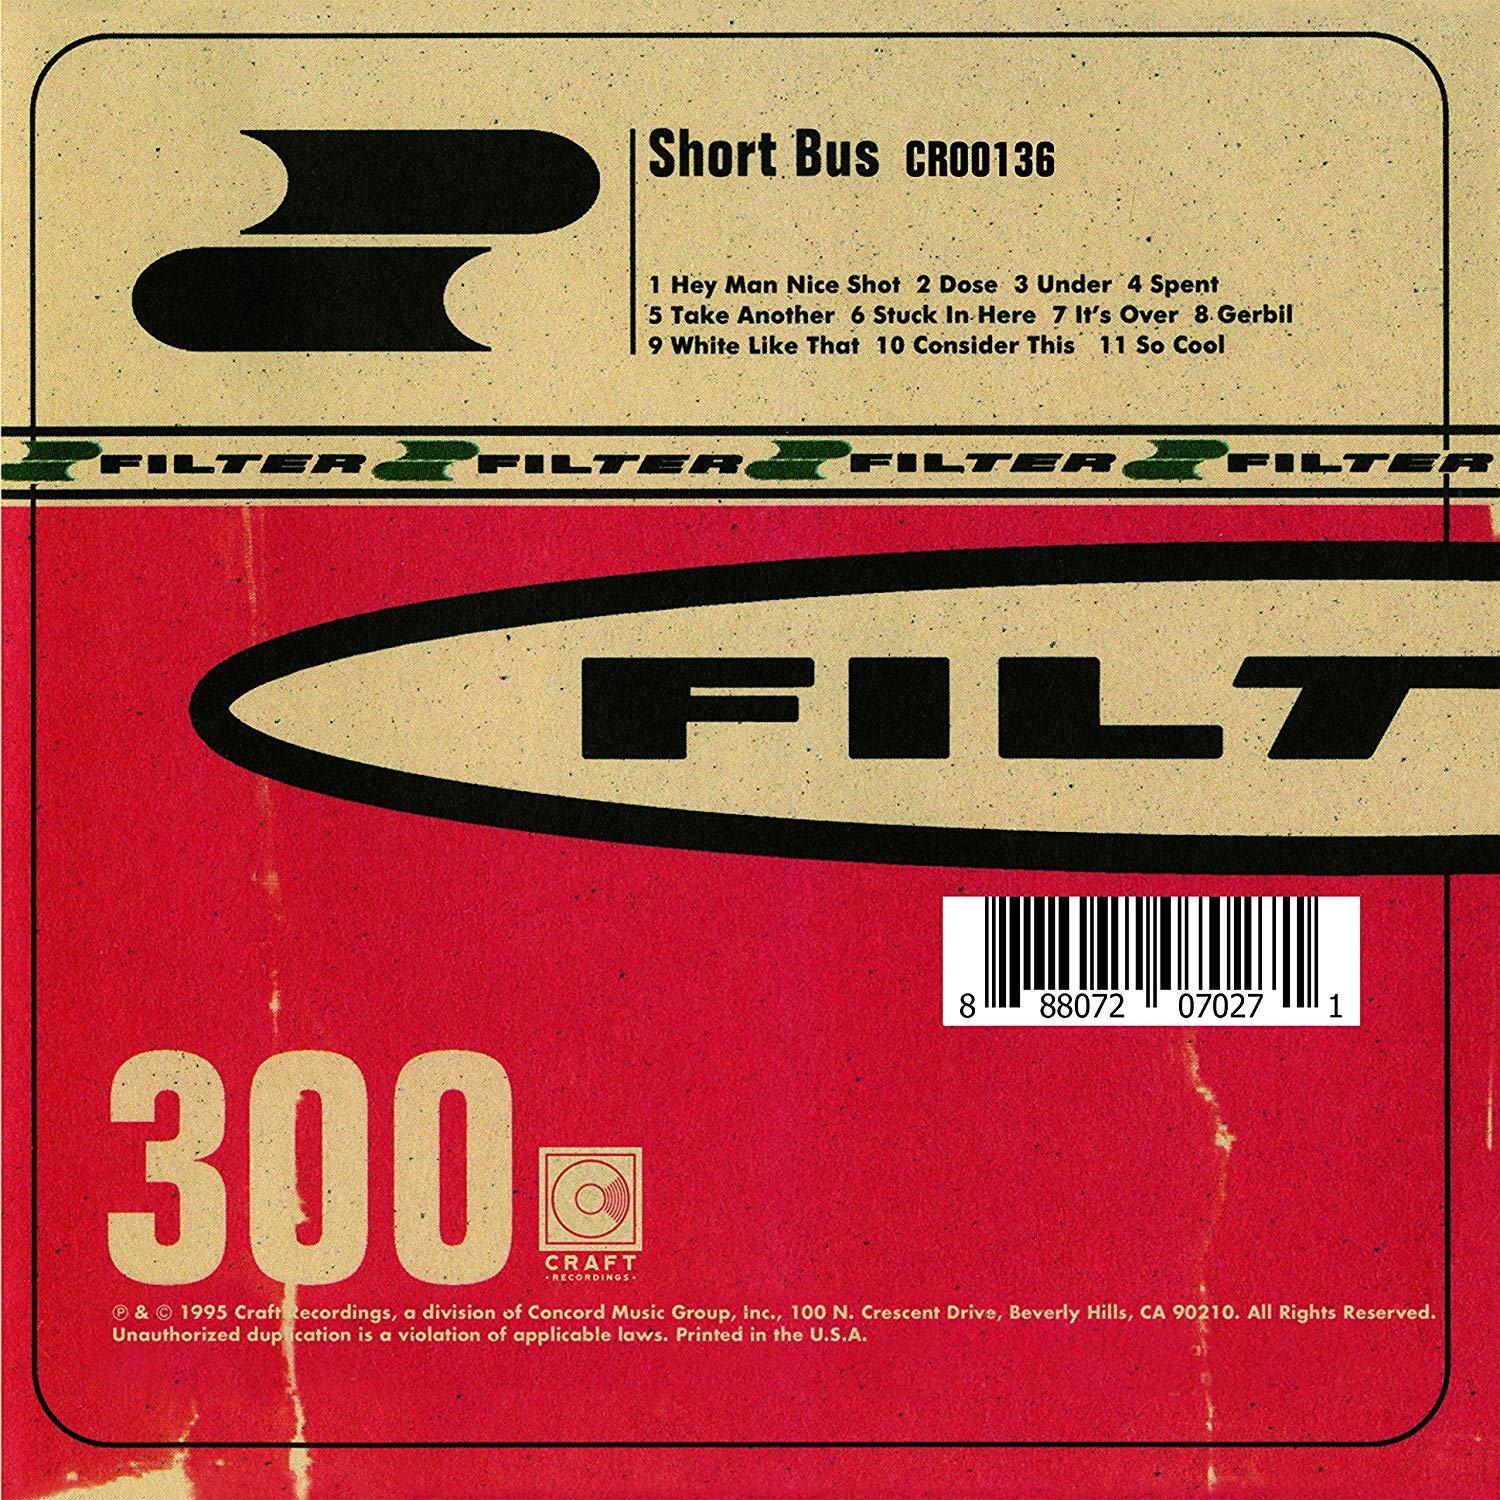 Short Bus CR00136
1 Hey Man Nice Shot 2 Dose 3 Under 4 Spent
5 Take Another 6 Stuck In Here 7 It's Over 8 Gerbil
9 White Like That 10 Consider This 11 So Cool
FILTER FILTER FILTER FILTER
FILT
8 88072 07027 1
300
CRAFT
• RECORDINGS •
℗ & © 1995 Craft Recordings, a division of Concord Music Group, Inc., 100 N. Crescent Drive, Beverly Hills, CA 90210. All Rights Reserved.
Unauthorized duplication is a violation of applicable laws. Printed in the U.S.A.